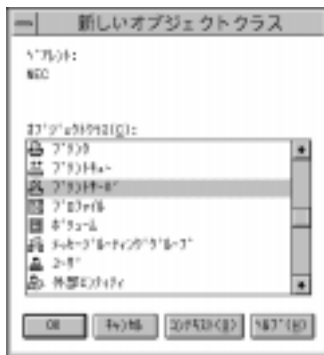 新しいオブジェクトクラス
ﾍﾟｱﾚﾝﾄ:
NEC
ｵﾌﾞｼﾞｪｸﾄｸﾗｽ(C):
ﾌﾟﾘﾝﾀ
ﾌﾟﾘﾝﾄｷｭｰ
ﾌﾟﾘﾝﾄｻｰﾊﾞ
ﾌﾟﾛﾌｧｲﾙ
ﾎﾞﾘｭｰﾑ
ﾒｯｾｰｼﾞﾙｰﾃｨﾝｸﾞｸﾞﾙｰﾌﾟ
ﾕｰｻﾞ
外部ｴﾝﾃｨﾃｨ
OK
ｷｬﾝｾﾙ
ｺﾝﾃｷｽﾄ(X)
ﾍﾙﾌﾟ(H)